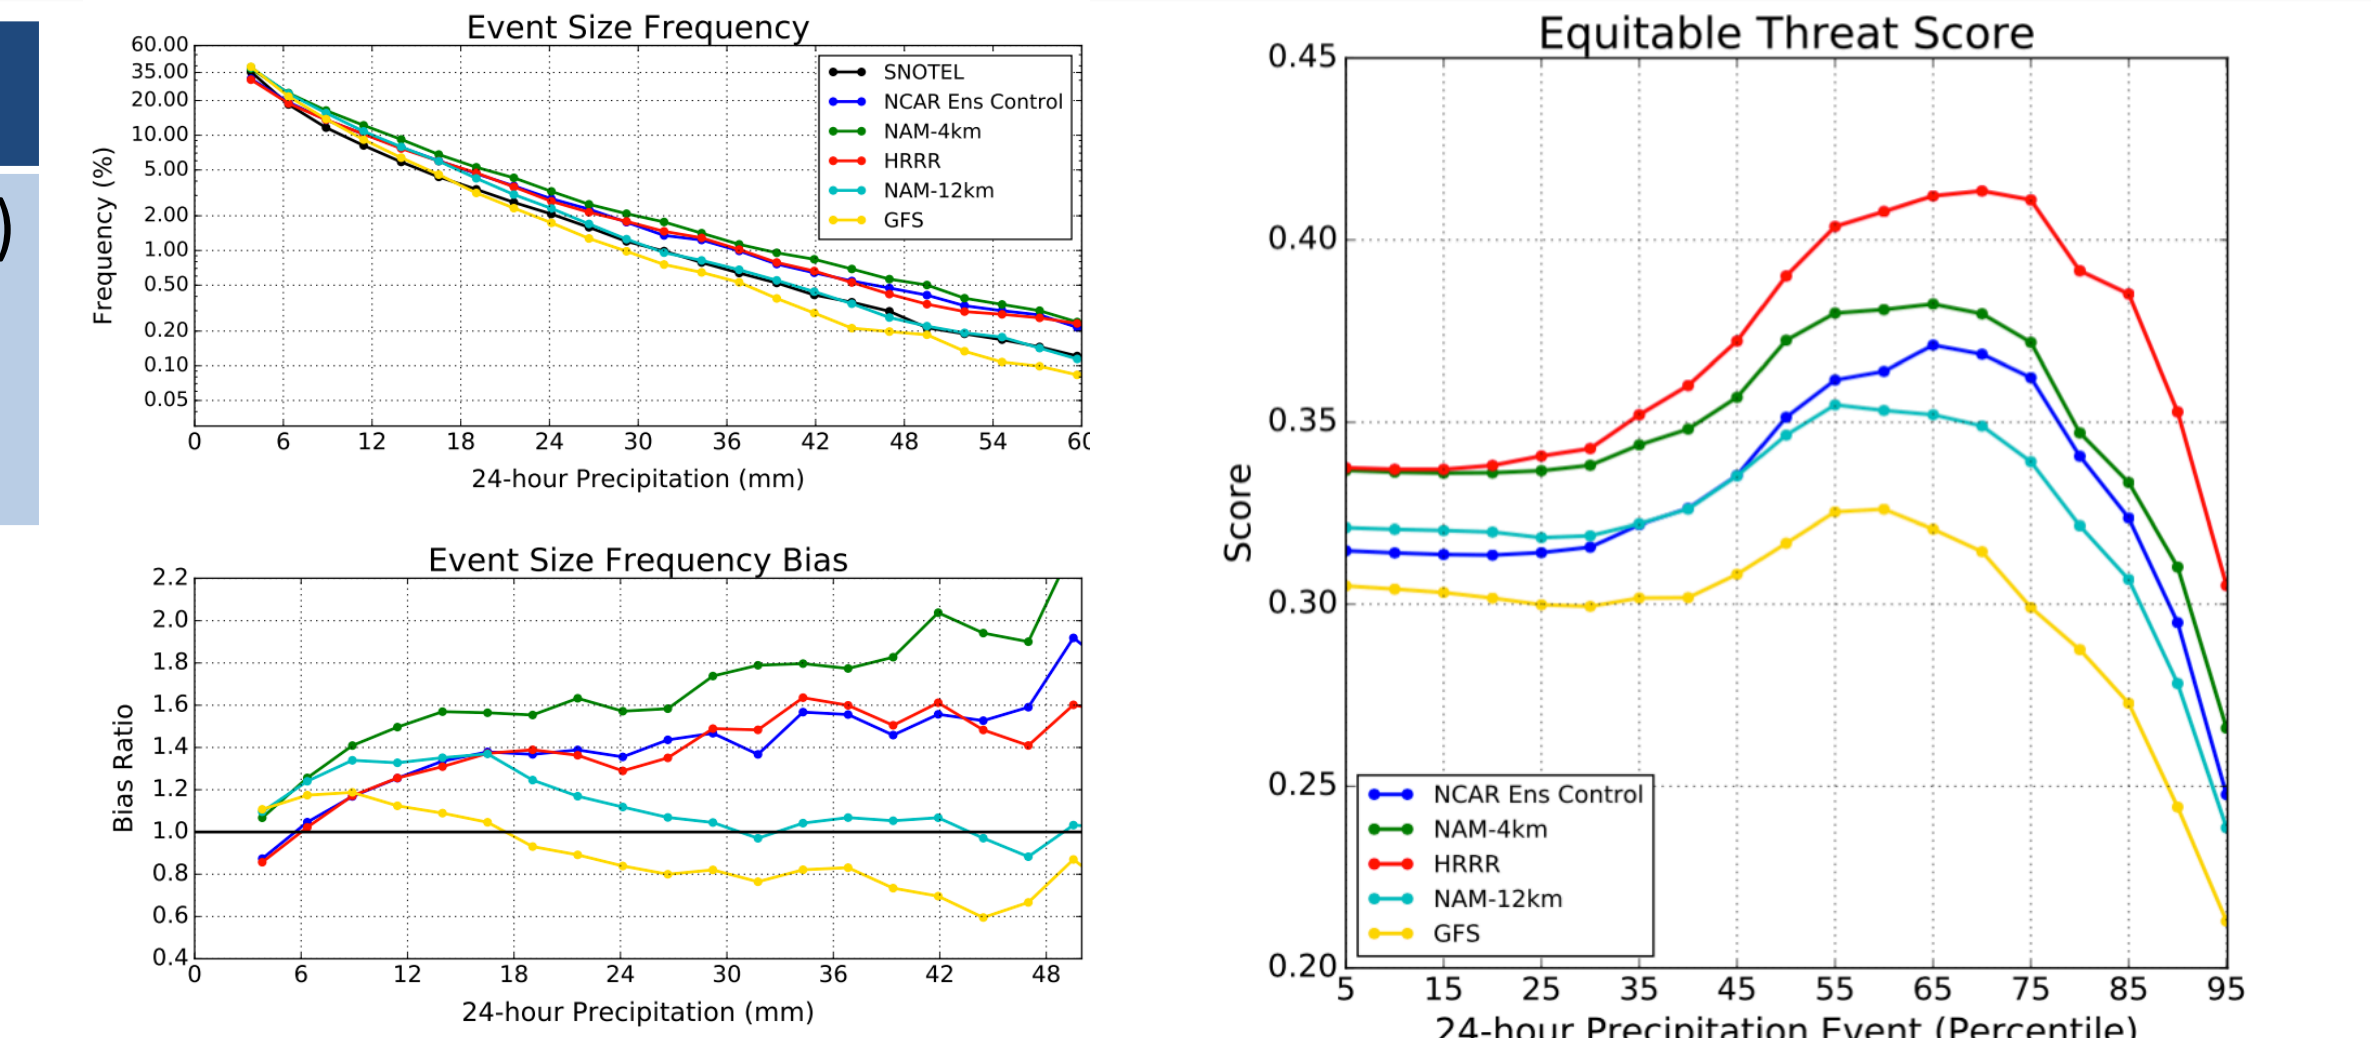 )
Event Size Frequency
60.00
35.00
20.00
10.00
5.00
2.00
1.00
0.50
0.20
0.10
0.05
Frequency (%)
SNOTEL
NCAR Ens Control
NAM-4km
HRRR
NAM-12km
GFS
0 6 12 18 24 30 36 42 48 54 60
24-hour Precipitation (mm)
Event Size Frequency Bias
2.2
2.0
1.8
1.6
1.4
1.2
1.0
0.8
0.6
0.4
Bias Ratio
0 6 12 18 24 30 36 42 48
24-hour Precipitation (mm)
Equitable Threat Score
0.45
0.40
0.35
0.30
0.25
0.20
Score
NCAR Ens Control
NAM-4km
HRRR
NAM-12km
GFS
5 15 25 35 45 55 65 75 85 95
24-hour Precipitation Event (Percentile)